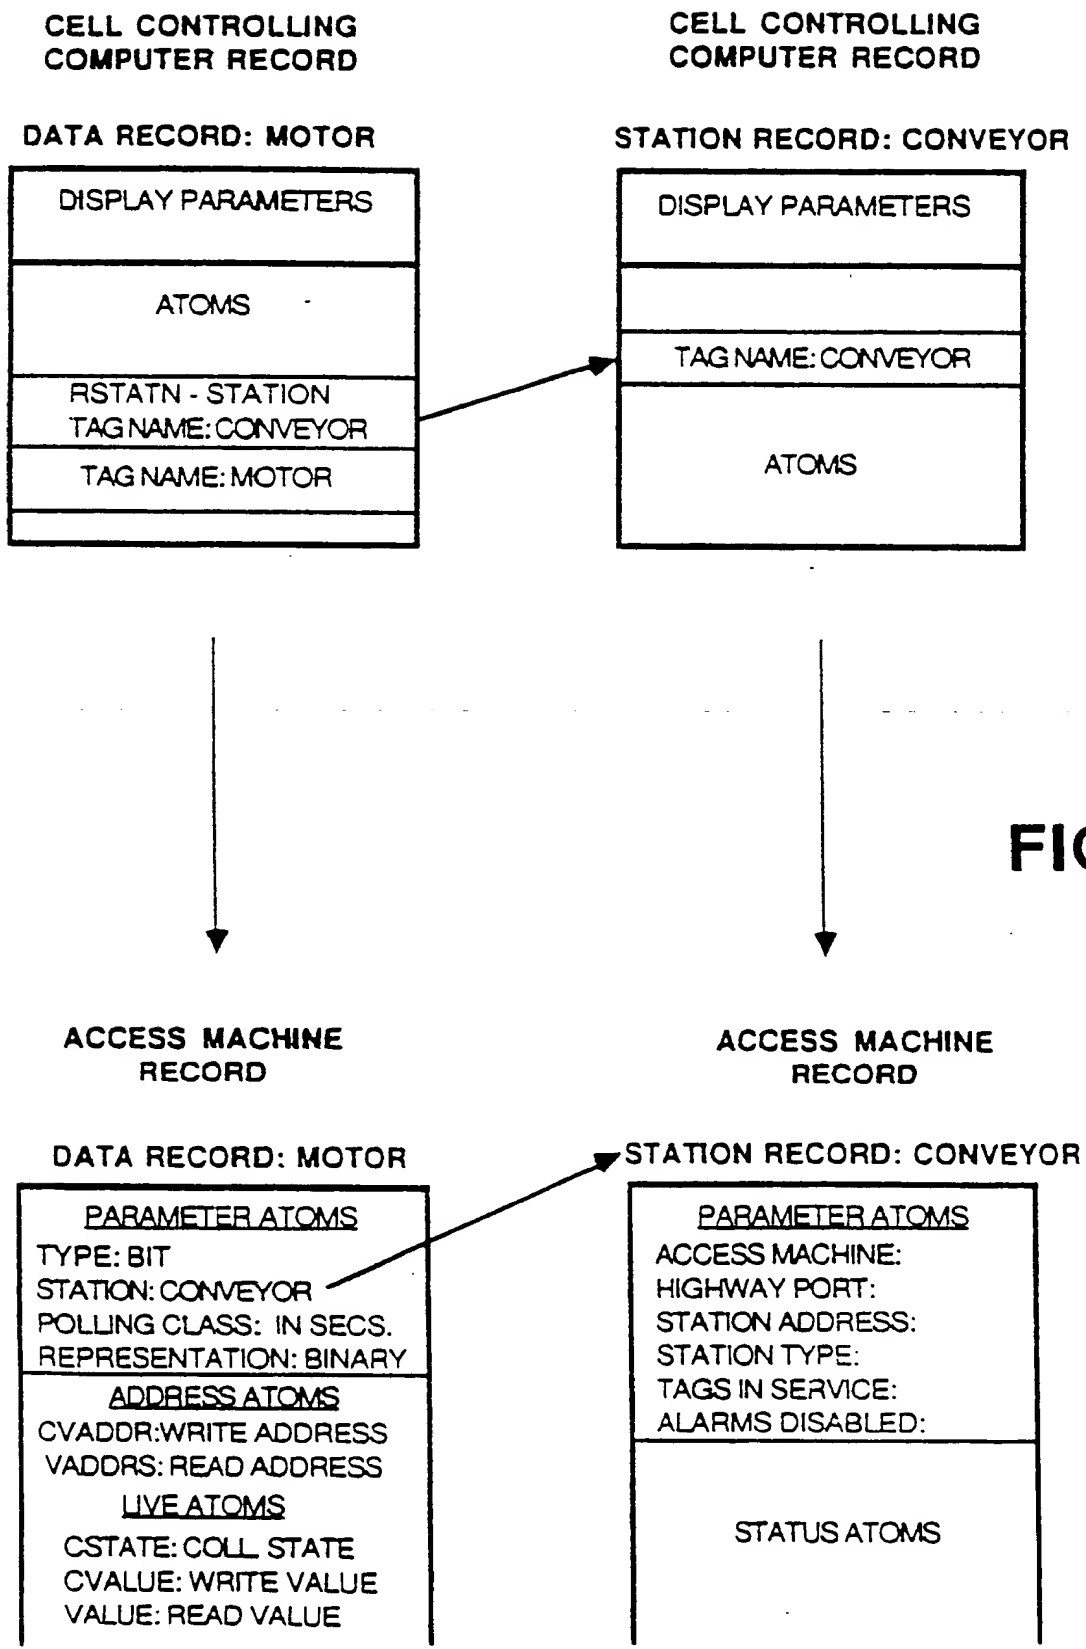 CELL CONTROLLING
COMPUTER RECORD
DATA RECORD: MOTOR
DISPLAY PARAMETERS
ATOMS
RSTATN - STATION
TAG NAME: CONVEYOR
TAG NAME: MOTOR
CELL CONTROLLING
COMPUTER RECORD
STATION RECORD: CONVEYOR
DISPLAY PARAMETERS
TAG NAME: CONVEYOR
ATOMS
FIG
ACCESS MACHINE
RECORD
DATA RECORD: MOTOR
PARAMETER ATOMS
TYPE: BIT
STATION: CONVEYOR
POLLING CLASS: IN SECS.
REPRESENTATION: BINARY
ADDRESS ATOMS
CVADDR:WRITE ADDRESS
VADDRS: READ ADDRESS
LIVE ATOMS
CSTATE: COLL STATE
CVALUE: WRITE VALUE
VALUE: READ VALUE
ACCESS MACHINE
RECORD
STATION RECORD: CONVEYOR
PARAMETER ATOMS
ACCESS MACHINE:
HIGHWAY PORT:
STATION ADDRESS:
STATION TYPE:
TAGS IN SERVICE:
ALARMS DISABLED:
STATUS ATOMS